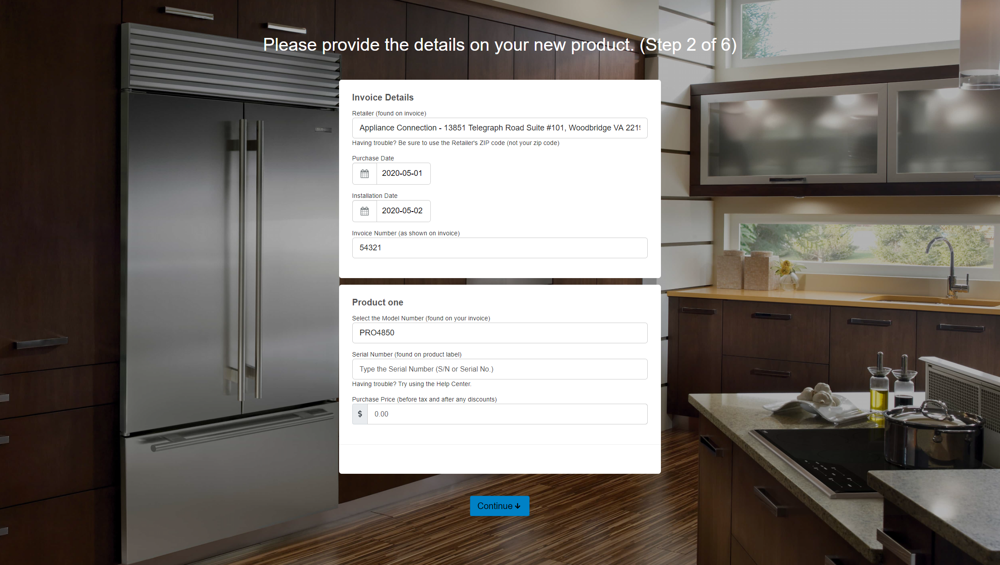 Please provide the details on your new product. (Step 2 of 6)
Invoice Details
Retailer (found on invoice)
Appliance Connection - 13851 Telegraph Road Suite #101, Woodbridge VA
Having trouble? Be sure to use the Retailer's ZIP code (not your zip code)
Purchase Date
2020-05-01
Installation Date
2020-05-02
Invoice Number (as shown on invoice)
54321
Product one
Select the Model Number (found on your invoice)
PRO4850
Serial Number (found on product label)
Type the Serial Number (S/N or Serial No.)
Having trouble? Try using the Help Center.
Purchase Price (before tax and after any discounts)
$ 0.00
Continue